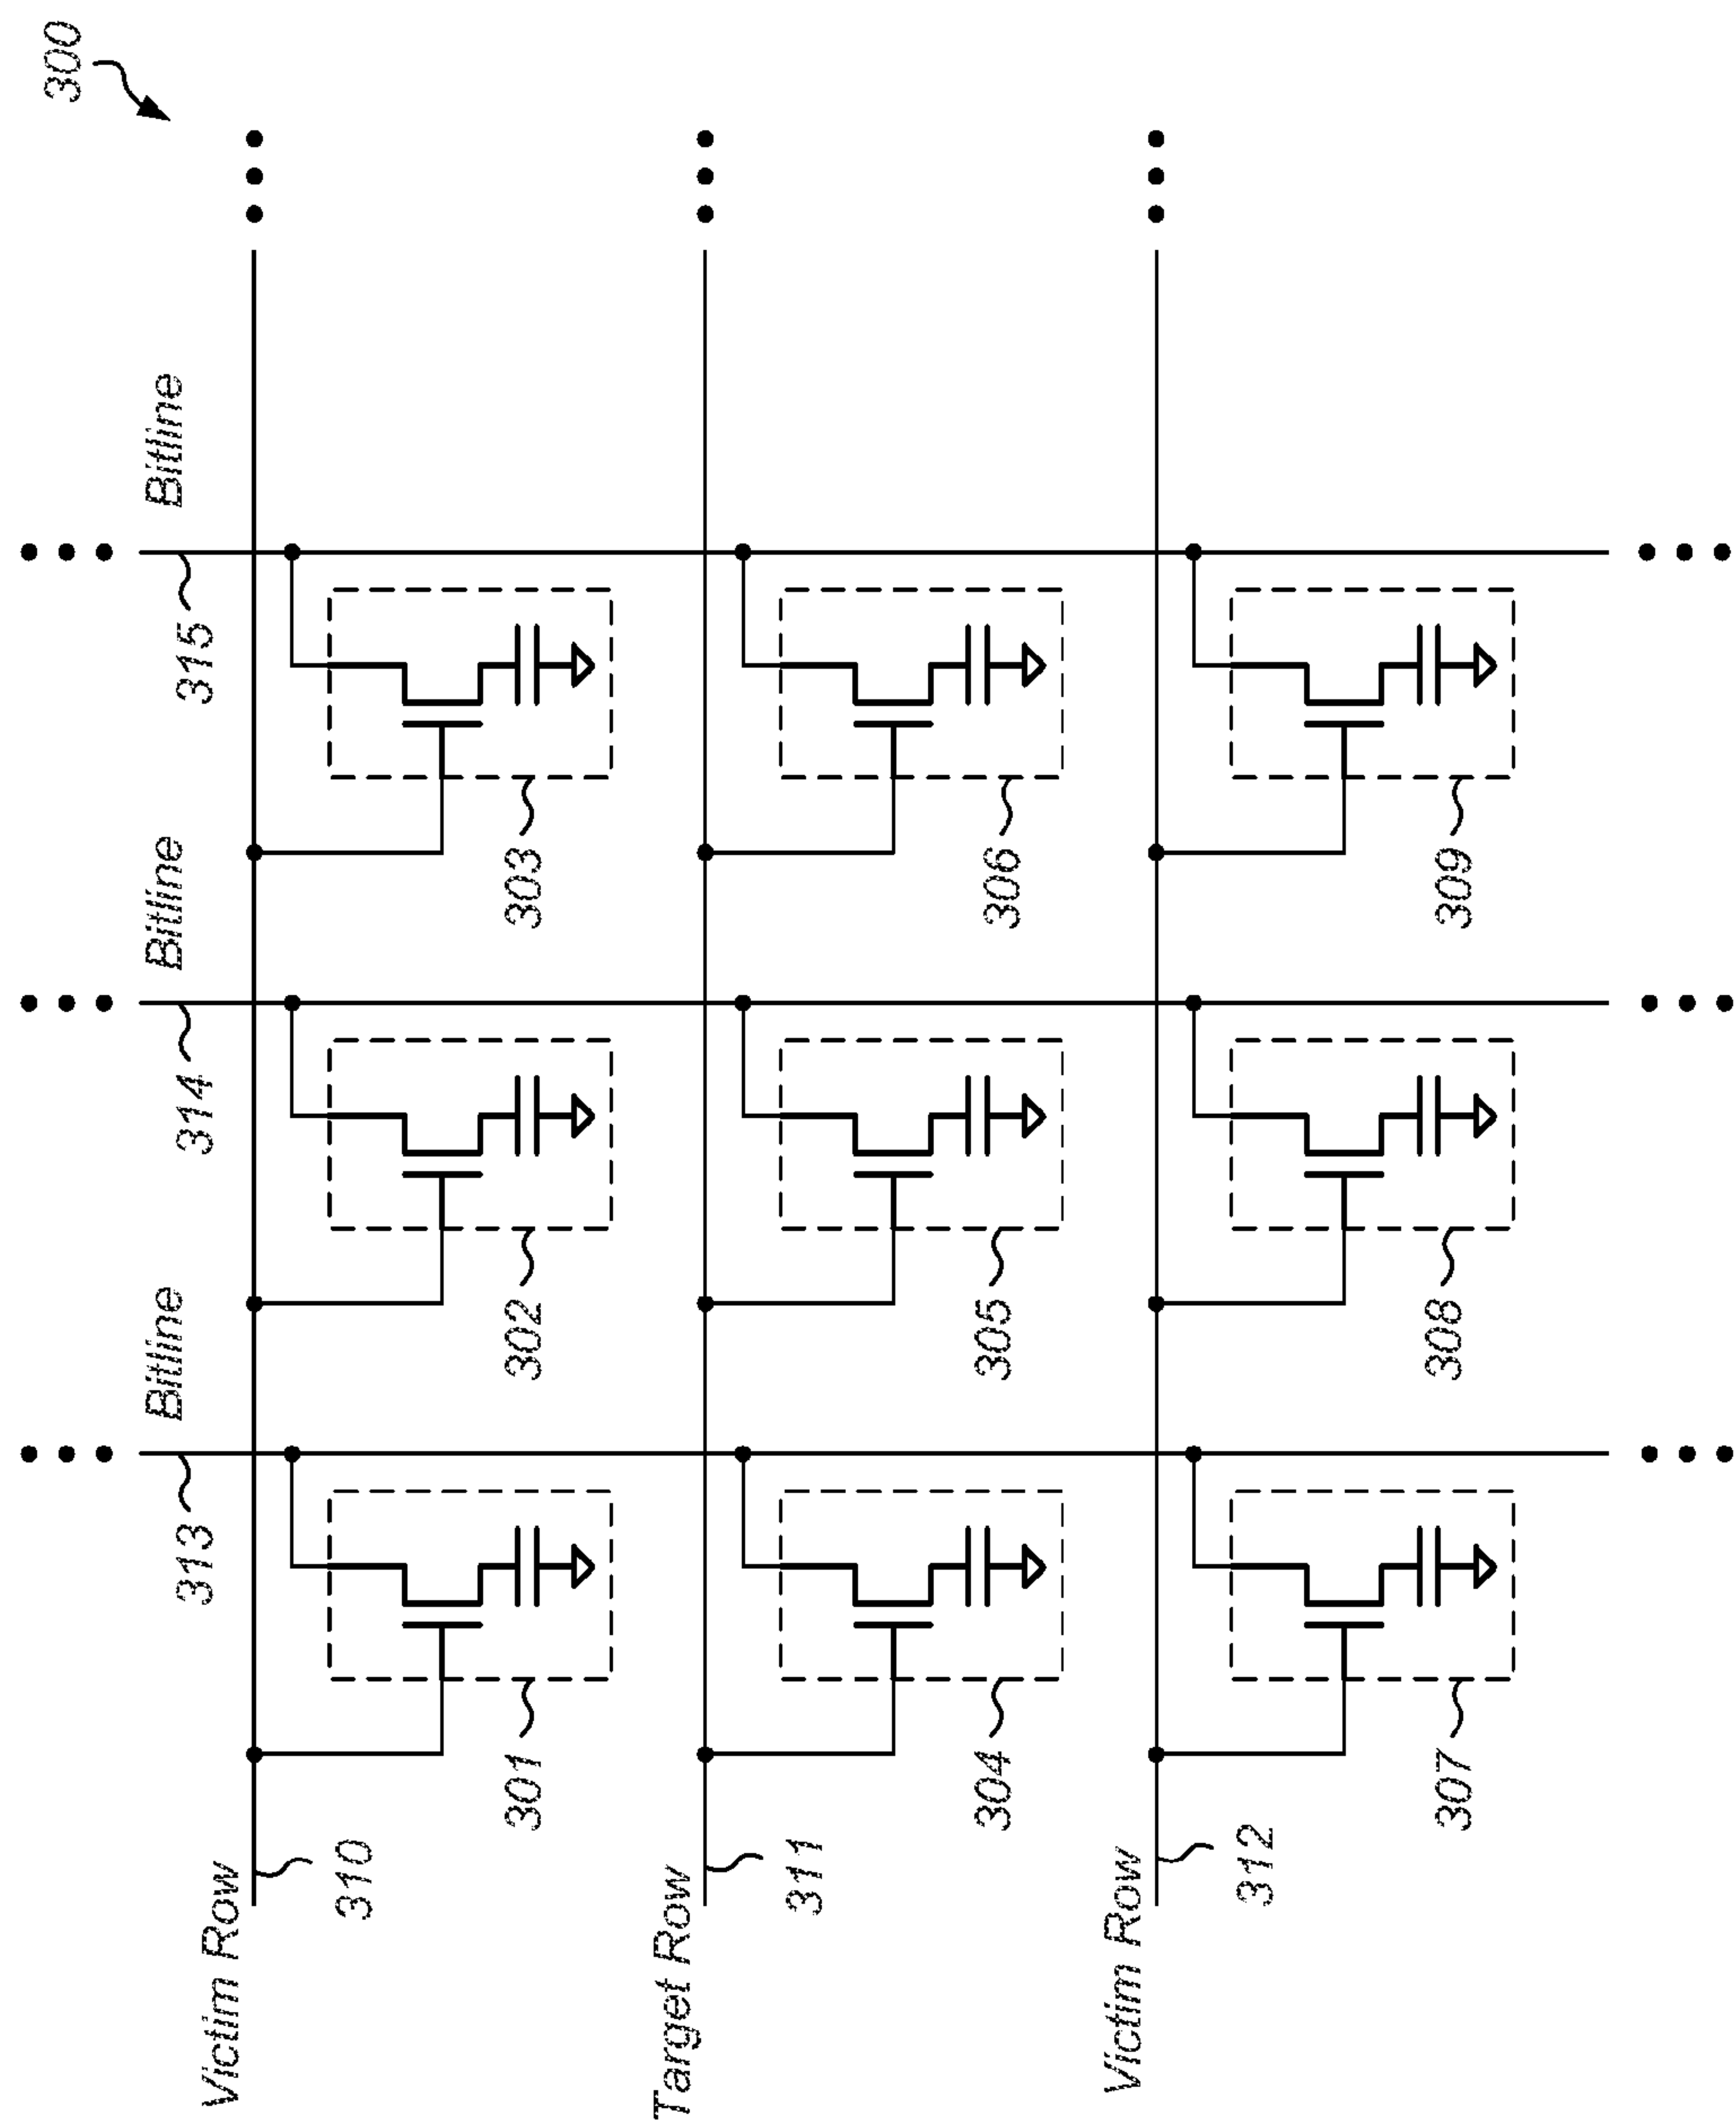 300
Bitline Bitline Bitline
313 314 315
Victim Row
310
301 302 303
Target Row
311
304 305 306
Victim Row
312
307 308 309